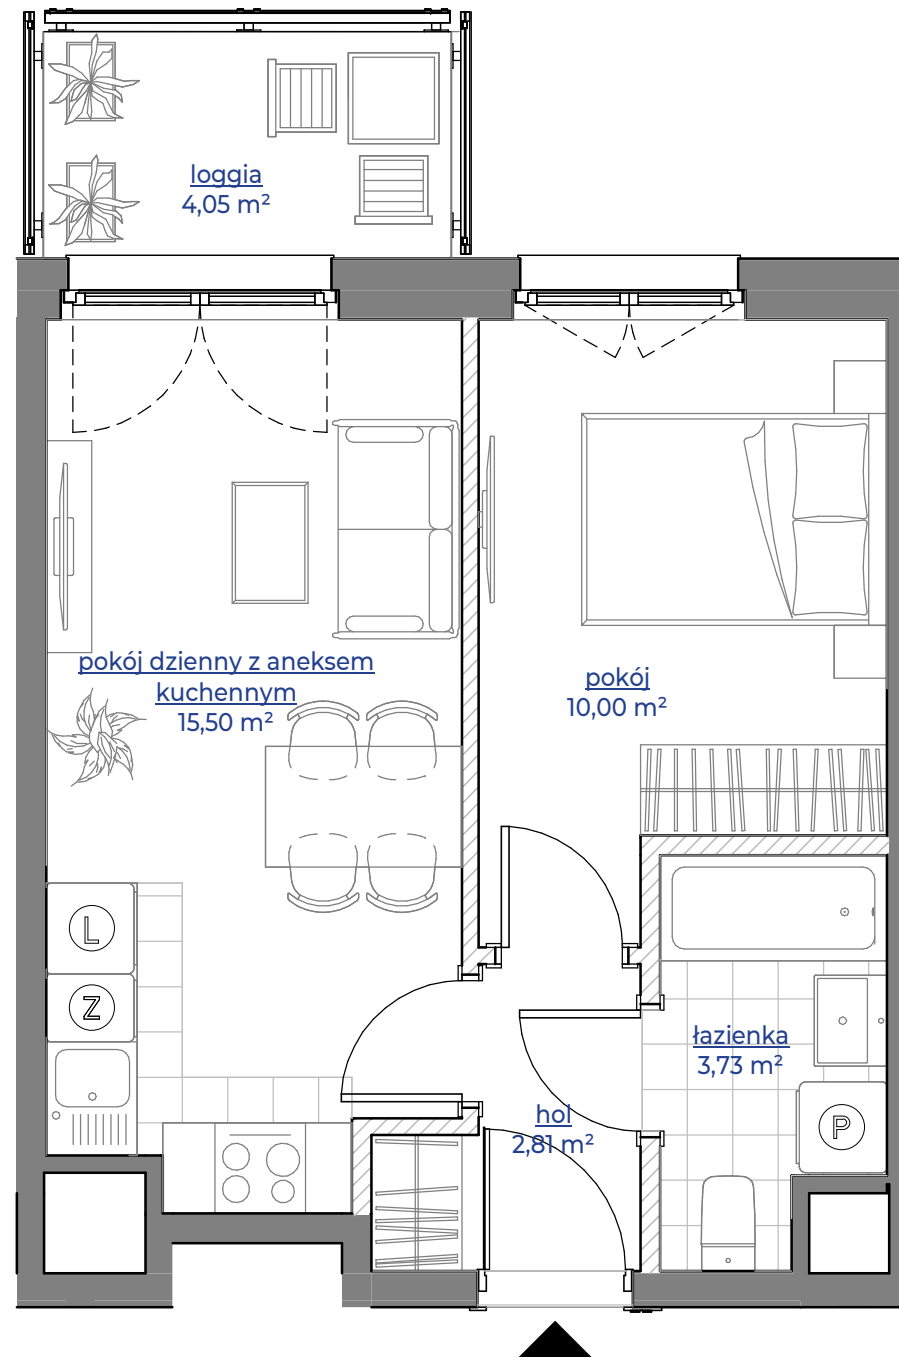 loggia
4,05 m²
pokój dzienny z aneksem
kuchennym
15,50 m²
pokój
10,00 m²
L
Z
łazienka
3,73 m²
hol
2,81 m²
P